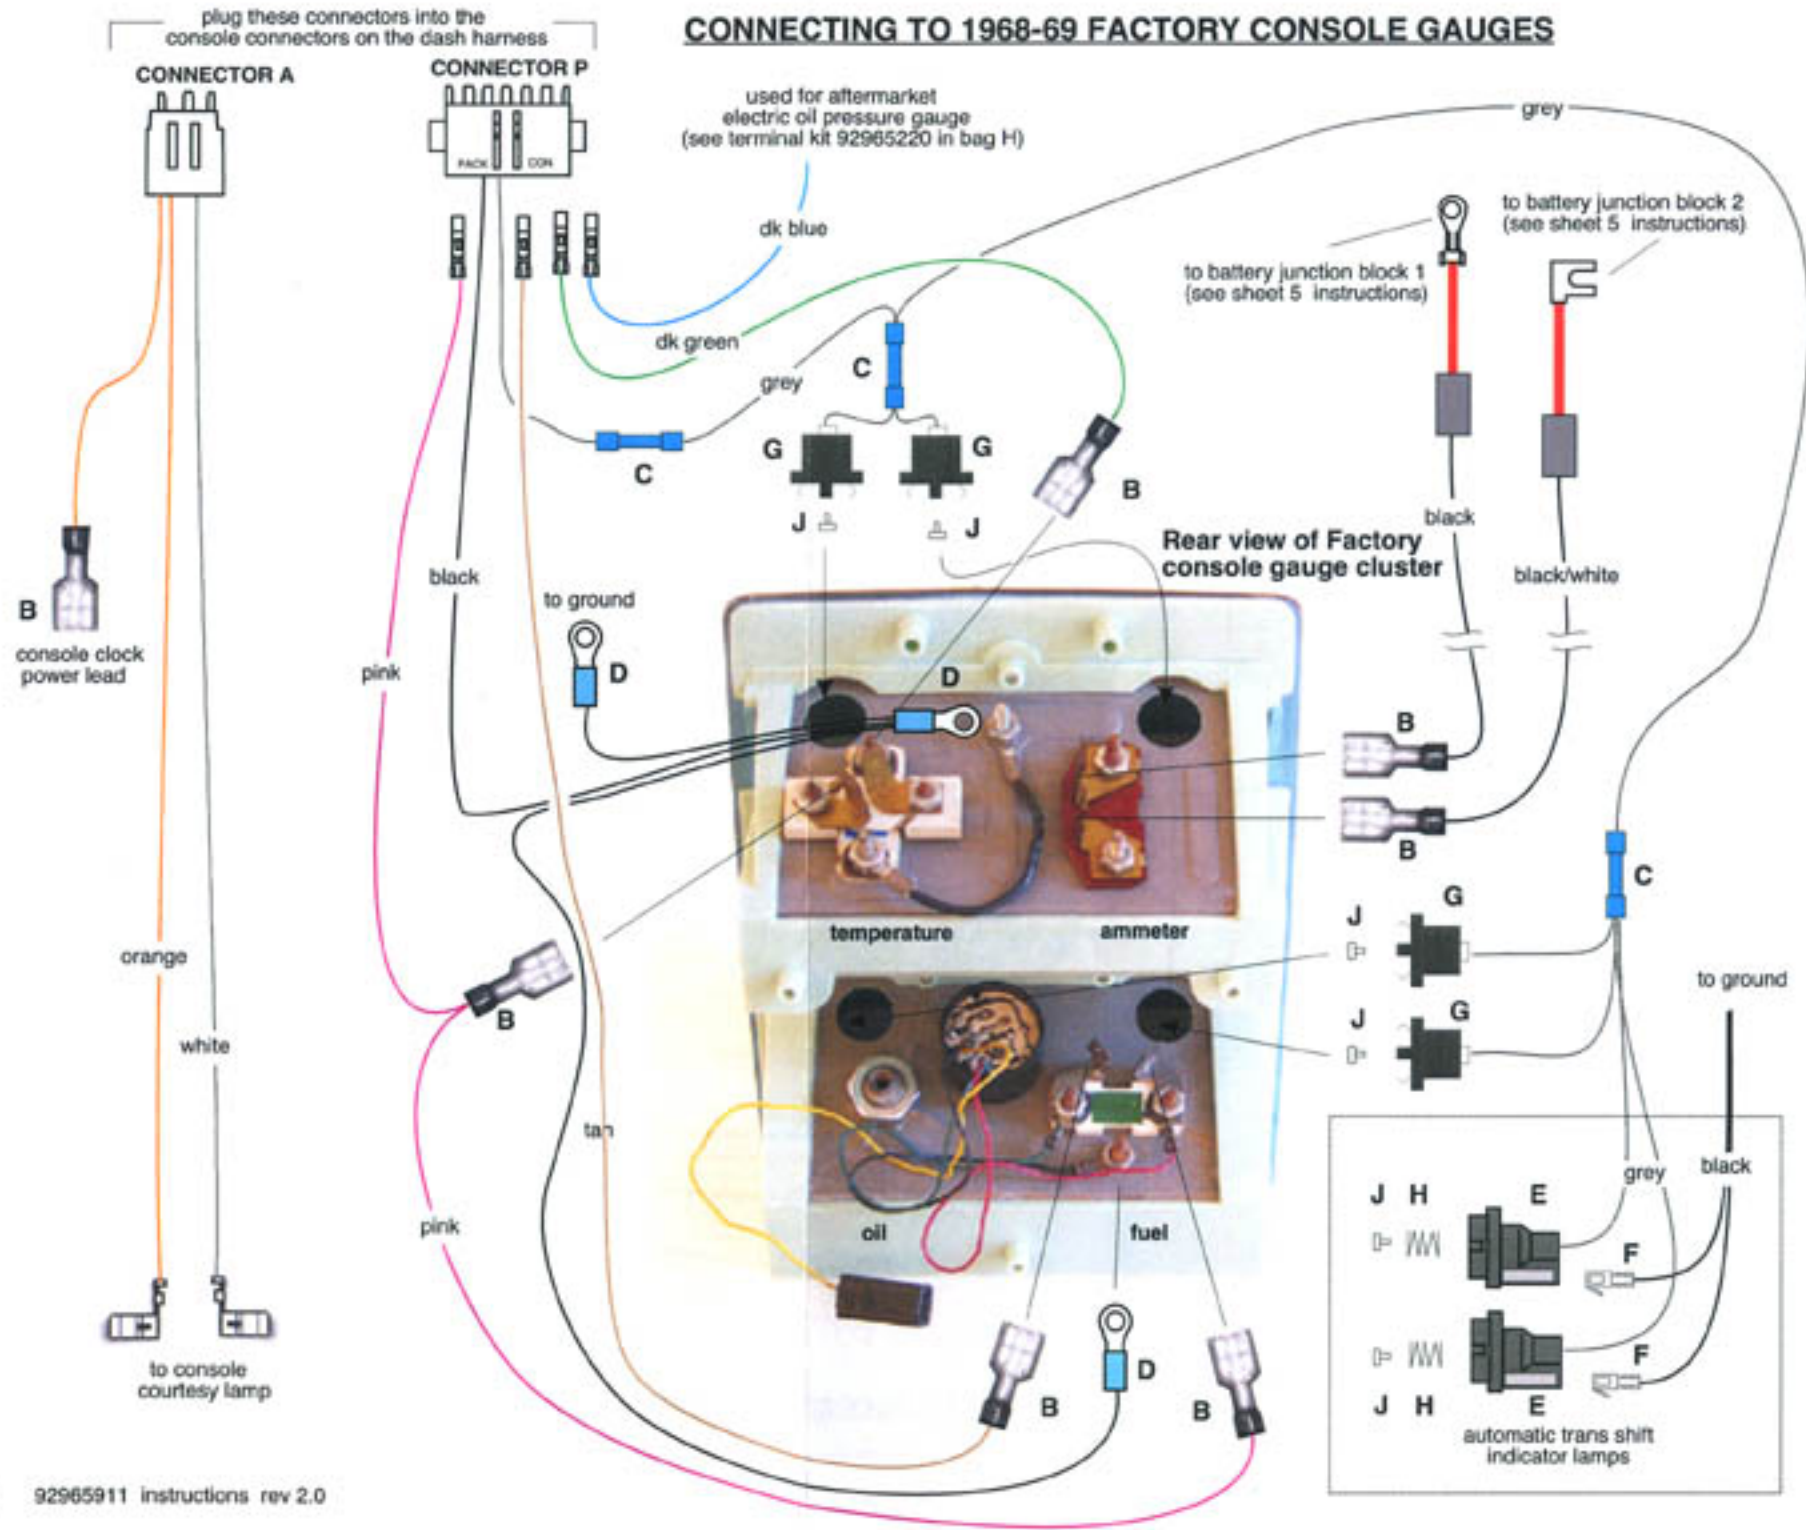 plug these connectors into the
console connectors on the dash harness
CONNECTING TO 1968-69 FACTORY CONSOLE GAUGES
CONNECTOR A
CONNECTOR P
PACK
CON
used for aftermarket
electric oil pressure gauge
(see terminal kit 92965220 in bag H)
grey
dk blue
to battery junction block 1
(see sheet 5 instructions)
to battery junction block 2
(see sheet 5 instructions)
dk green
grey
C
C
G
G
J
J
B
black
black/white
Rear view of Factory
console gauge cluster
B
console clock
power lead
black
to ground
D
pink
D
B
B
temperature
ammeter
C
J
G
J
G
to ground
orange
white
B
tan
pink
oil
fuel
grey
black
J
H
E
F
F
J
H
E
automatic trans shift
indicator lamps
to console
courtesy lamp
B
D
B
92965911 instructions rev 2.0